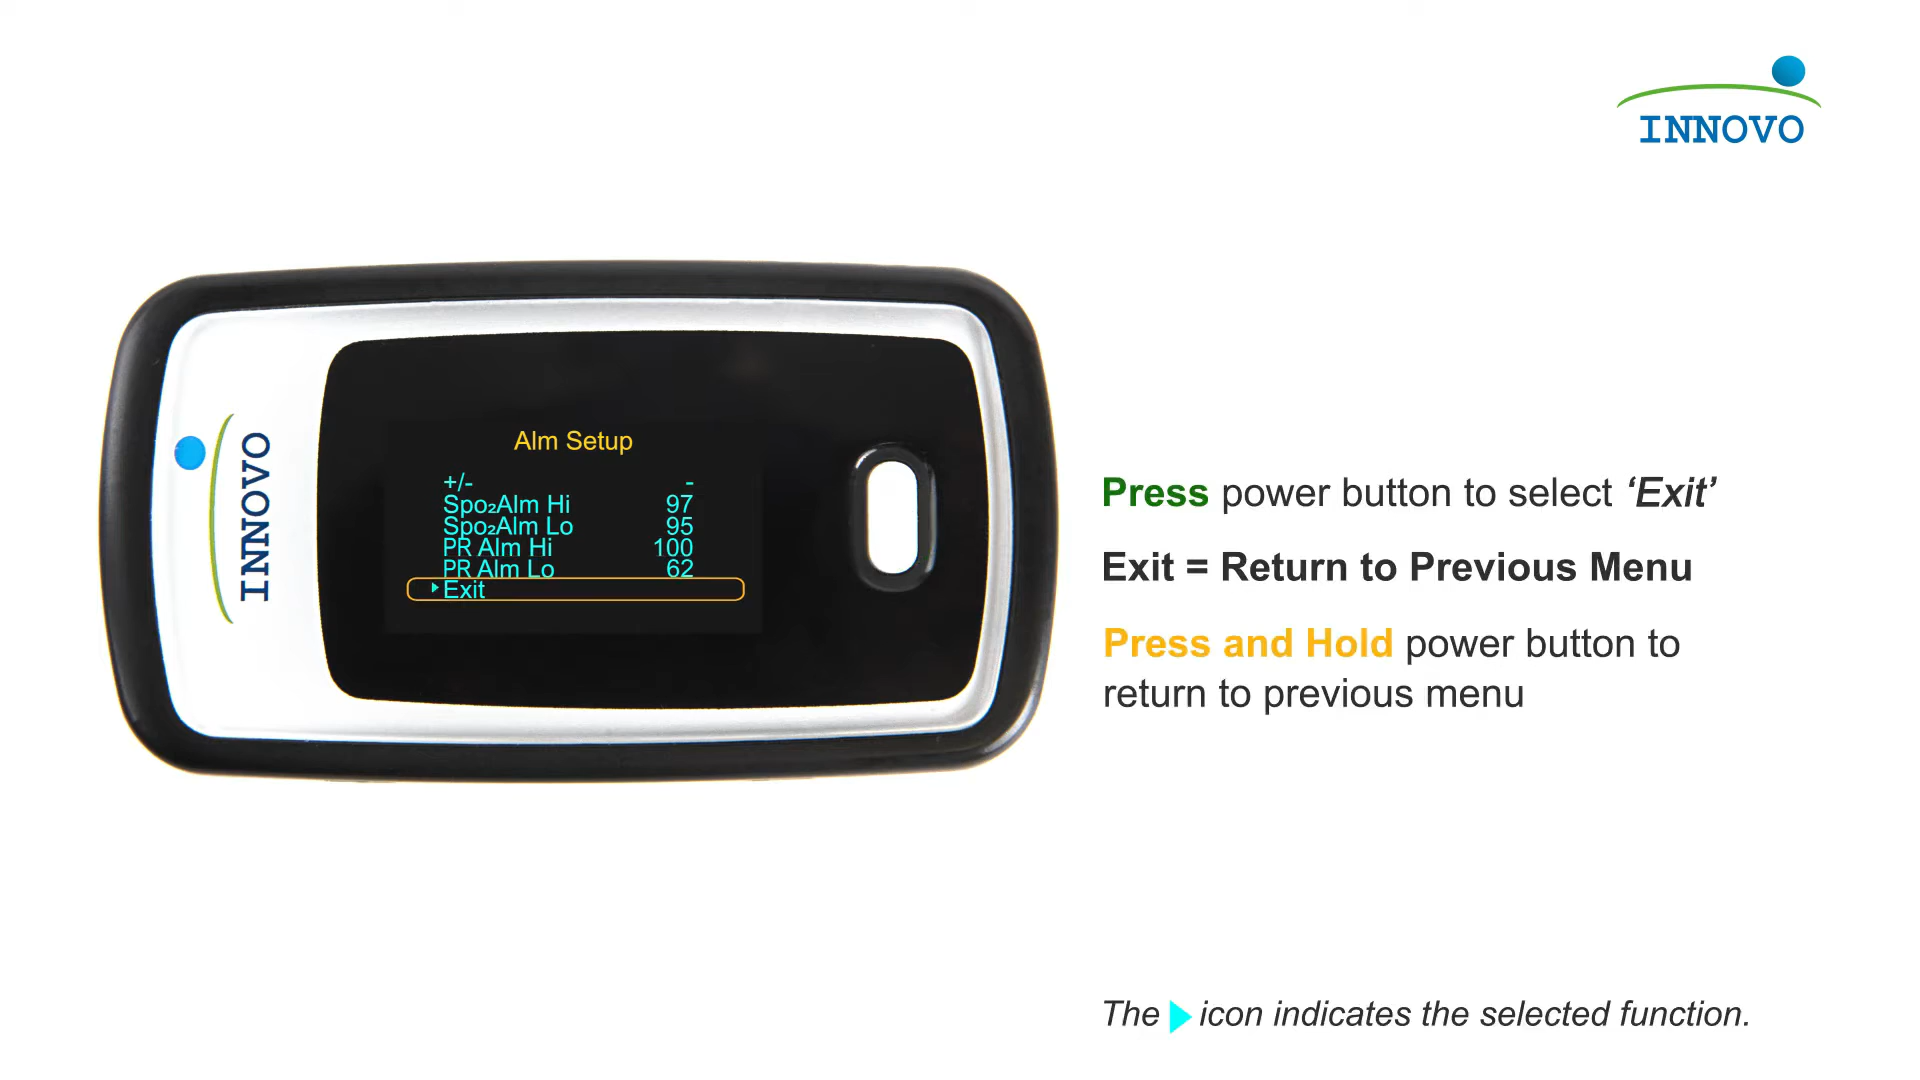 INNOVO
INNOVO
Alm Setup
+/- -
Spo₂Alm Hi 97
Spo₂Alm Lo 95
PR Alm Hi 100
PR Alm Lo 62
Exit
Press power button to select ‘Exit’
Exit = Return to Previous Menu
Press and Hold power button to
return to previous menu
The icon indicates the selected function.